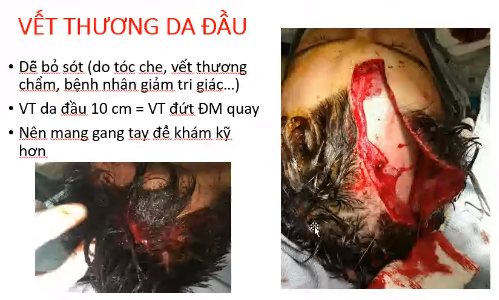 VẾT THƯƠNG DA ĐẦU
• Dễ bỏ sót (do tóc che, vết thương
chẩm, bệnh nhân giảm tri giác...)
• VT da đầu 10 cm = VT đứt ĐM quay
• Nên mang gang tay để khám kỹ
hơn